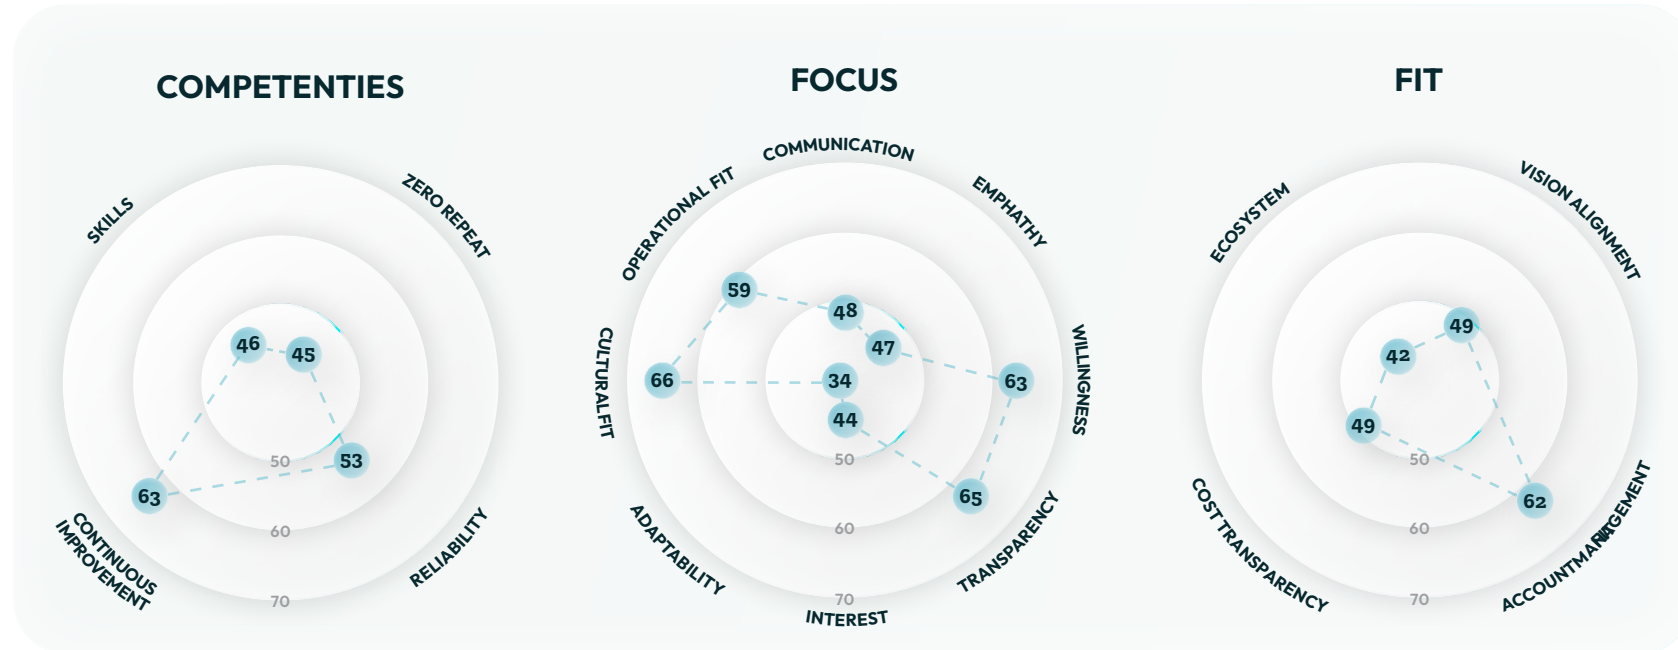 COMPETENTIES
SKILLS
ZERO REPEAT
46
45
63
53
50
60
70
CONTINUOUS
IMPROVEMENT
RELIABILITY
FOCUS
COMMUNICATION
OPERATIONAL FIT
EMPHATHY
CULTURAL FIT
WILLINGNESS
59
48
47
66
34
63
44
65
50
60
70
ADAPTABILITY
INTEREST
TRANSPARENCY
FIT
ECOSYSTEM
VISION ALIGNMENT
49
42
49
62
50
60
70
COST TRANSPARENCY